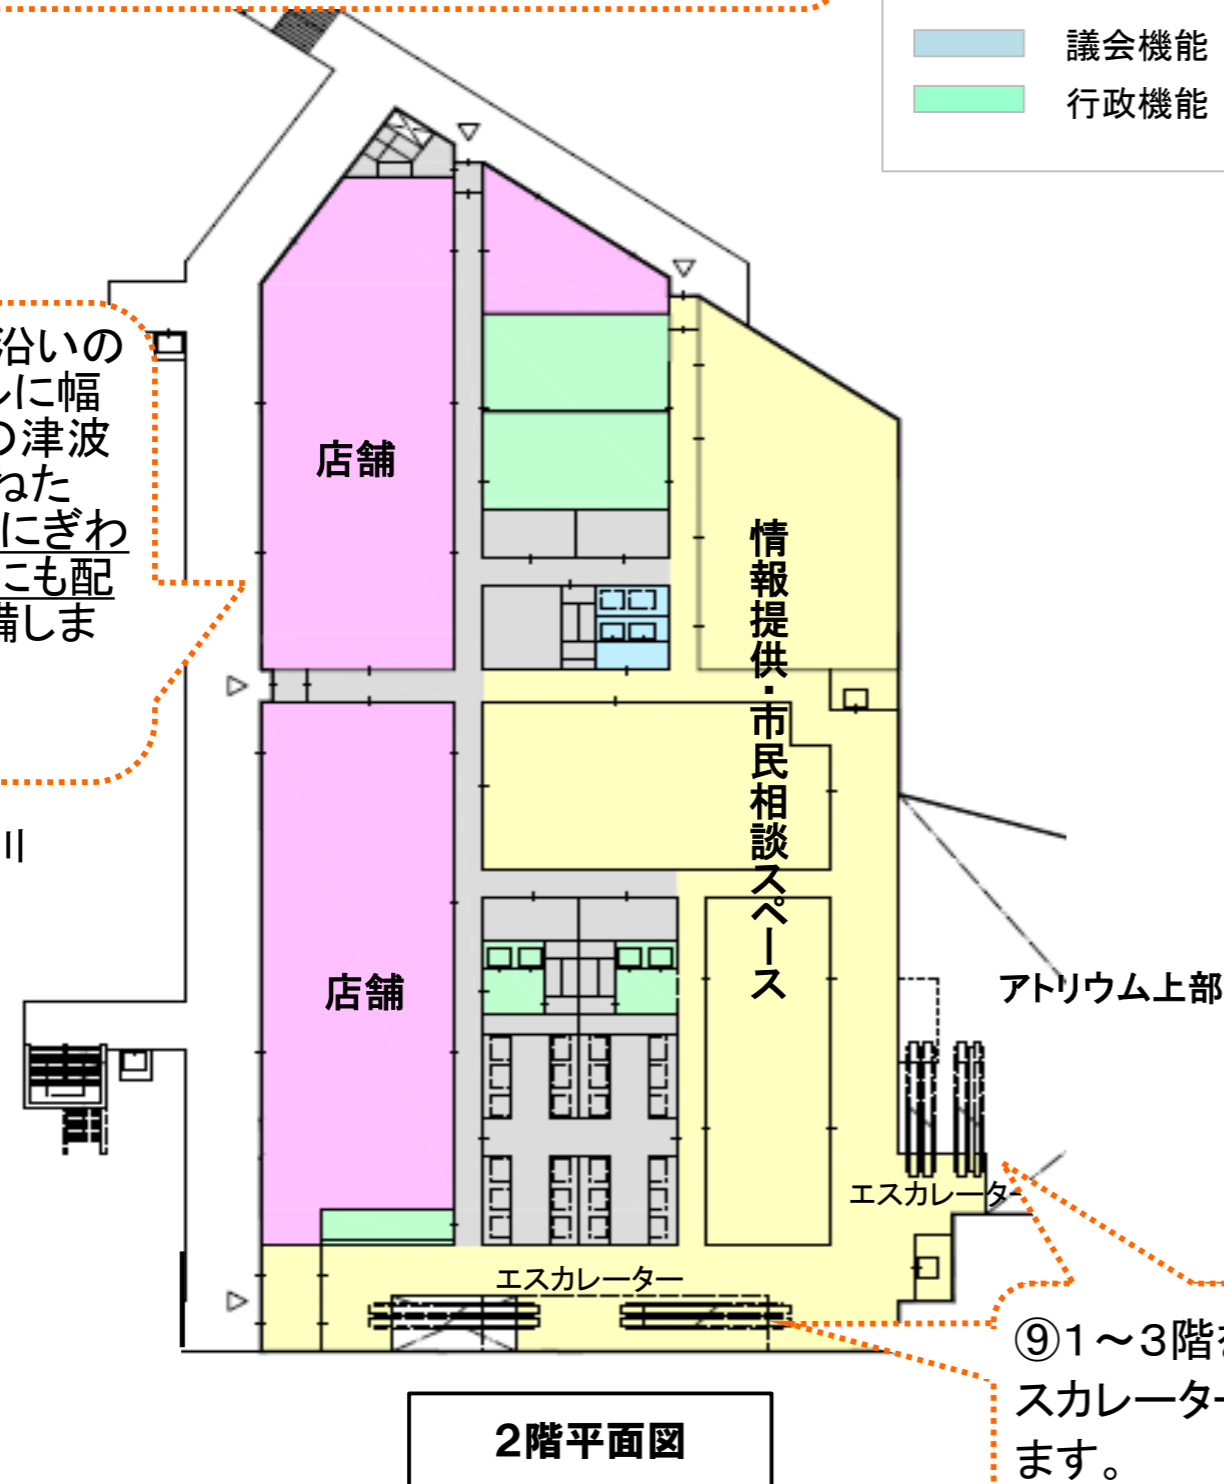 議会機能
行政機能
沿いの
ルに幅
の津波
ねた
にぎわ
にも配
備しま
店舗
情報提供・市民相談スペース
川
店舗
アトリウム上部
エスカレーター
エスカレーター
⑨1～3階
スカレーター
ます。
2階平面図